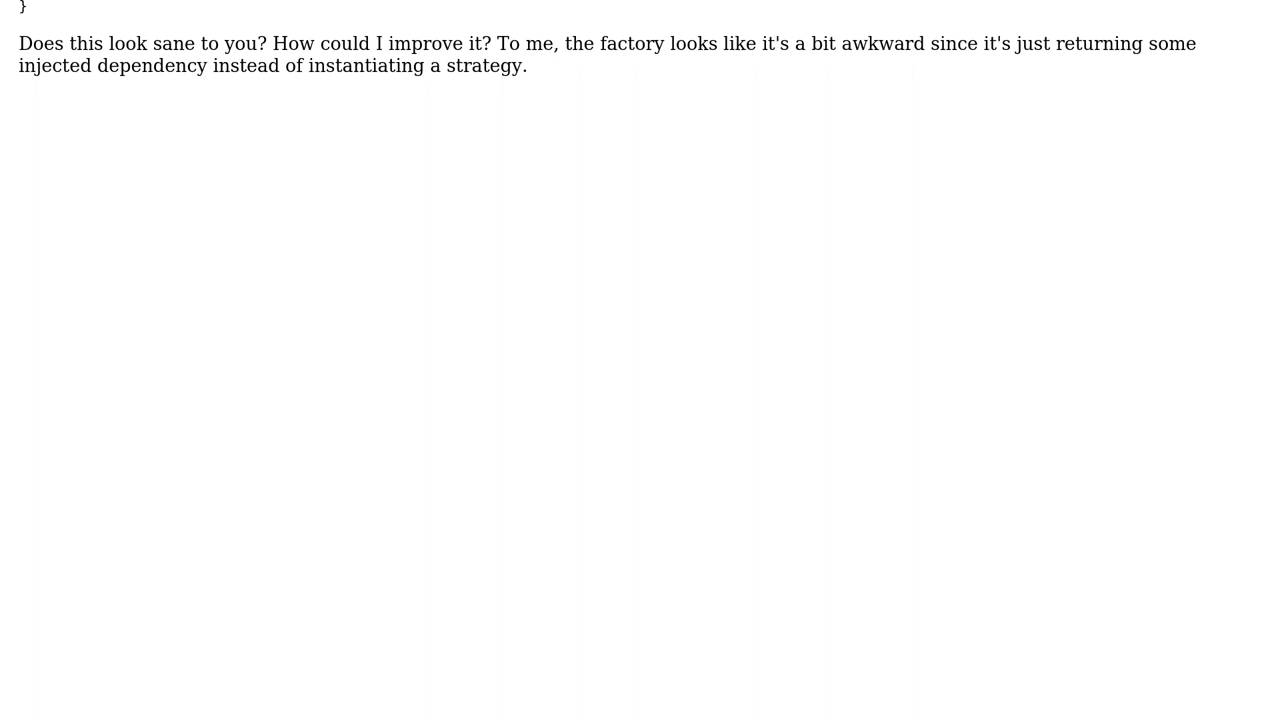 }
Does this look sane to you? How could I improve it? To me, the factory looks like it's a bit awkward since it's just returning some
injected dependency instead of instantiating a strategy.